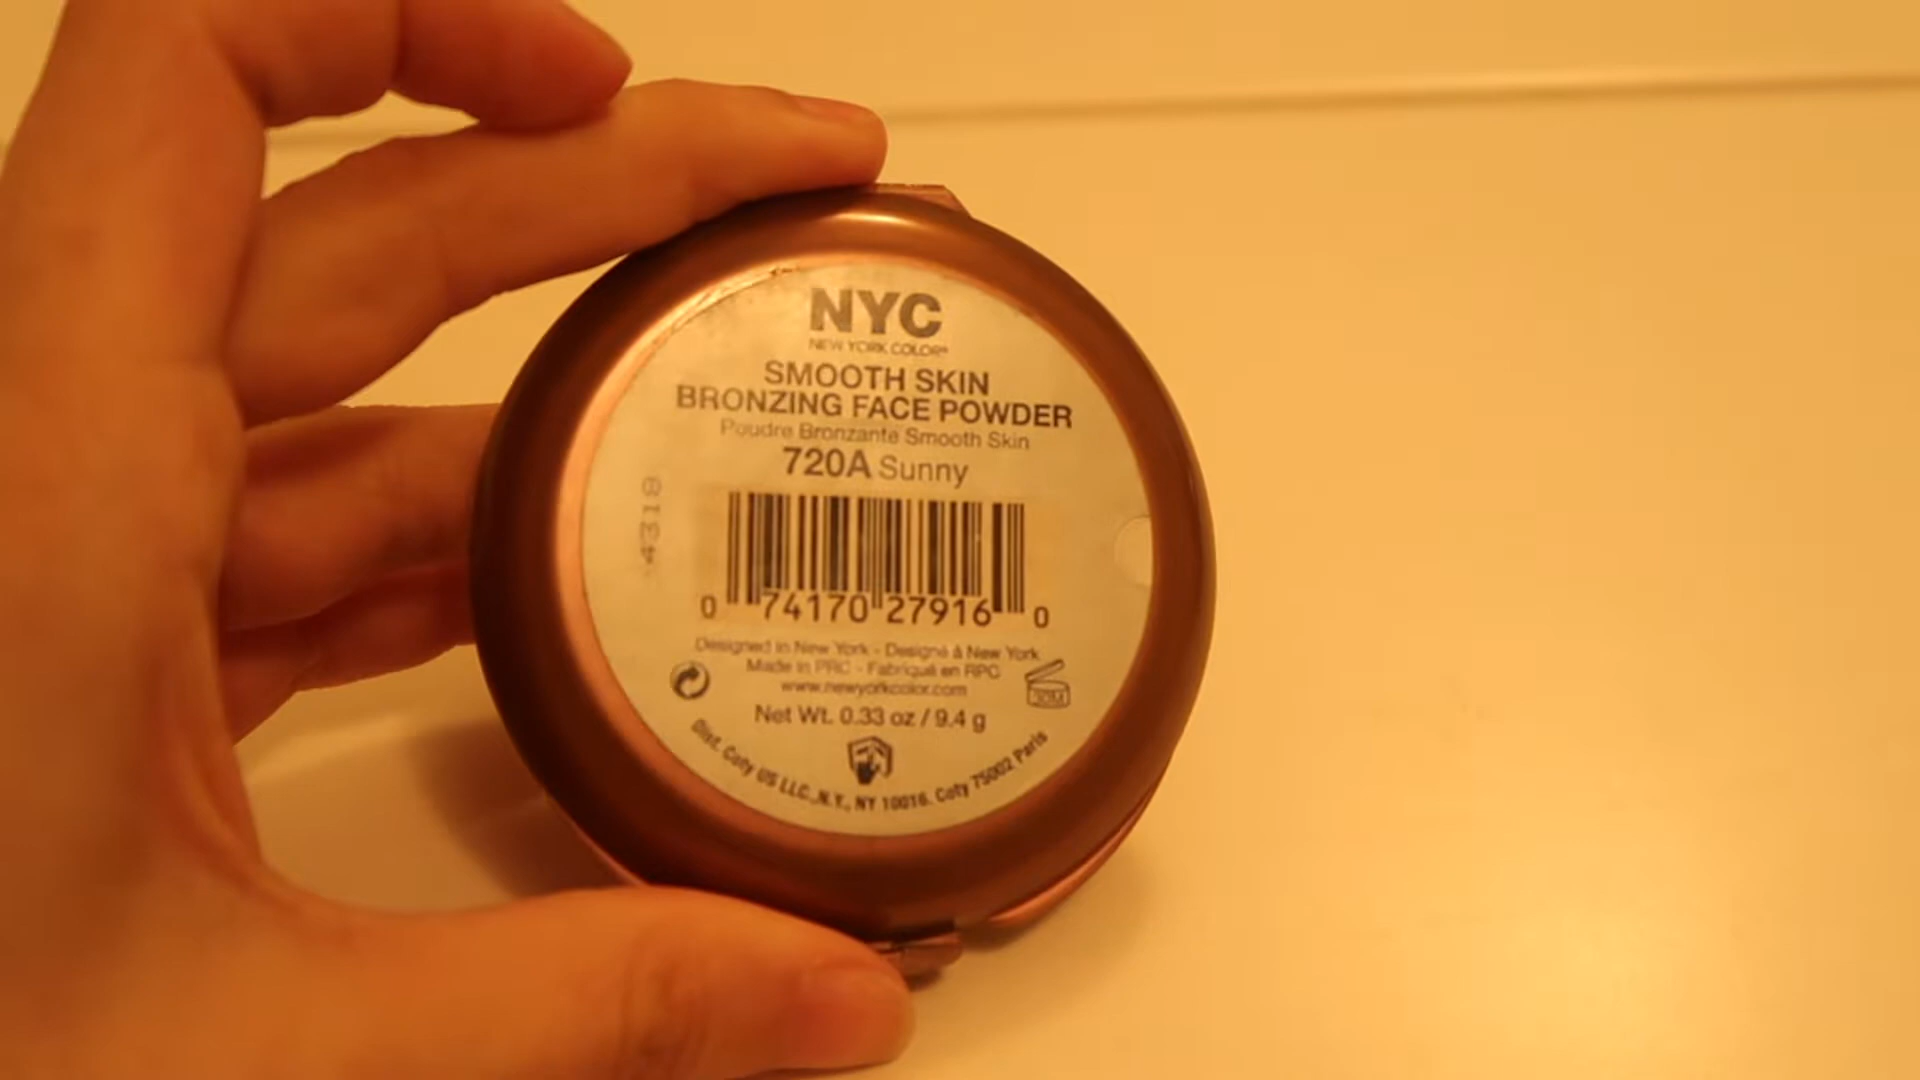 NYC
NEW YORK COLOR®
SMOOTH SKIN
BRONZING FACE POWDER
Poudre Bronzante Smooth Skin
720A Sunny
4318
0 74170 27916 0
Designed in New York - Designé à New York
Made in PRC - Fabriqué en RPC
www.newyorkcolor.com
Net Wt. 0.33 oz / 9.4 g
Dist. Coty US LLC., N.Y., NY 10016. Coty 75002 Paris